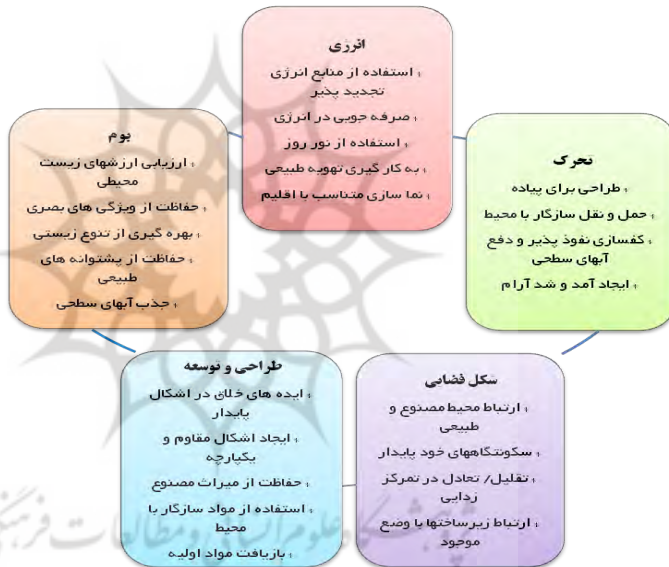 انرژی
استفاده از منابع انرژی
تجدید پذیر
صرفه جویی در انرژی
استفاده از نور روز
به کار گیری تهویه طبیعی
نما سازی متناسب با اقلیم
تحرک
طراحی برای پیاده
حمل و نقل سازگار با محیط
کفسازی نفوذ پذیر و دفع
آبهای سطحی
ایجاد آمد و شد آرام
شکل فضایی
ارتباط محیط مصنوع و
طبیعی
سکونتگاههای خود پایدار
تقلیل/ تعادل در تمرکز
زدایی
ارتباط زیرساختها با وضع
موجود
طراحی و توسعه
ایده های خلاق در اشکال
پایدار
ایجاد اشکال مقاوم و
یکپارچه
حفاظت از میراث مصنوع
استفاده از مواد سازگار با
محیط
بازیافت مواد اولیه
بوم
ارزیابی ارزشهای زیست
محیطی
حفاظت از ویژگی های بصری
بهره گیری از تنوع زیستی
حفاظت از پشتوانه های
طبیعی
جذب آبهای سطحی
علوم انسانی و مطالعات فرهنگی